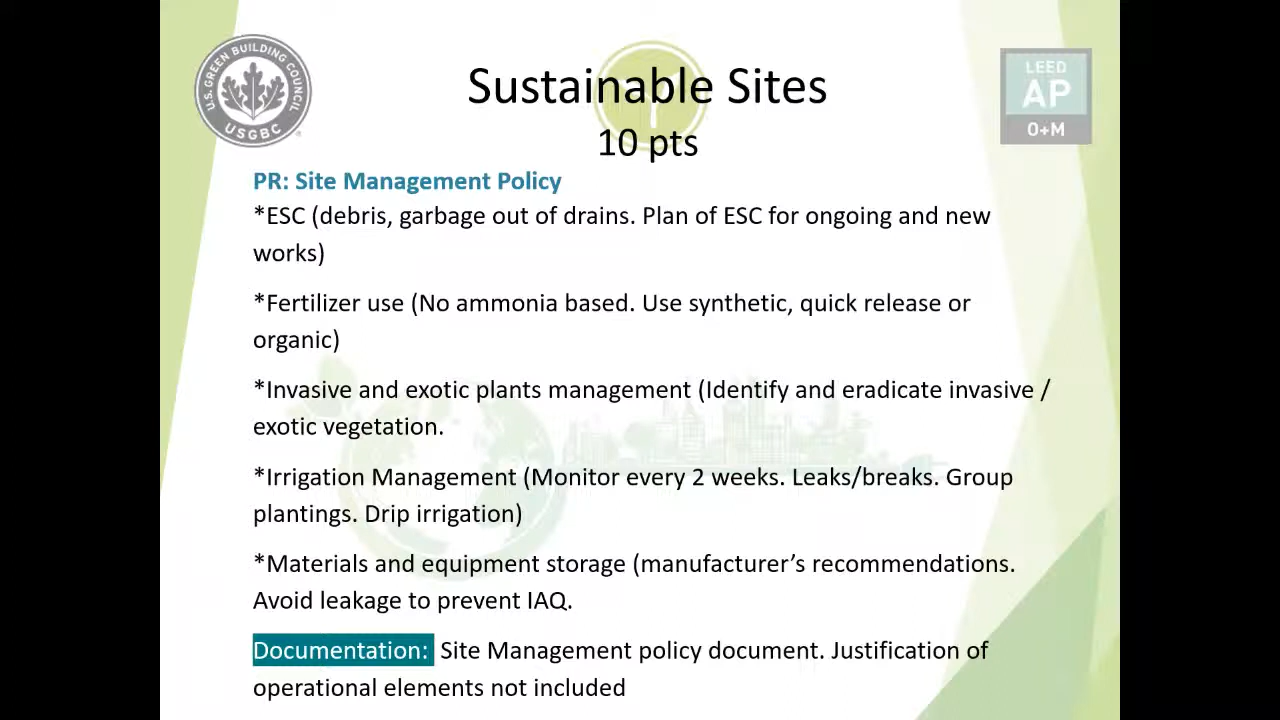 U.S. GREEN BUILDING COUNCIL
USGBC
Sustainable Sites
10 pts
LEED
AP
O+M
PR: Site Management Policy
*ESC (debris, garbage out of drains. Plan of ESC for ongoing and new
works)
*Fertilizer use (No ammonia based. Use synthetic, quick release or
organic)
*Invasive and exotic plants management (Identify and eradicate invasive /
exotic vegetation.
*Irrigation Management (Monitor every 2 weeks. Leaks/breaks. Group
plantings. Drip irrigation)
*Materials and equipment storage (manufacturer’s recommendations.
Avoid leakage to prevent IAQ.
Documentation: Site Management policy document. Justification of
operational elements not included